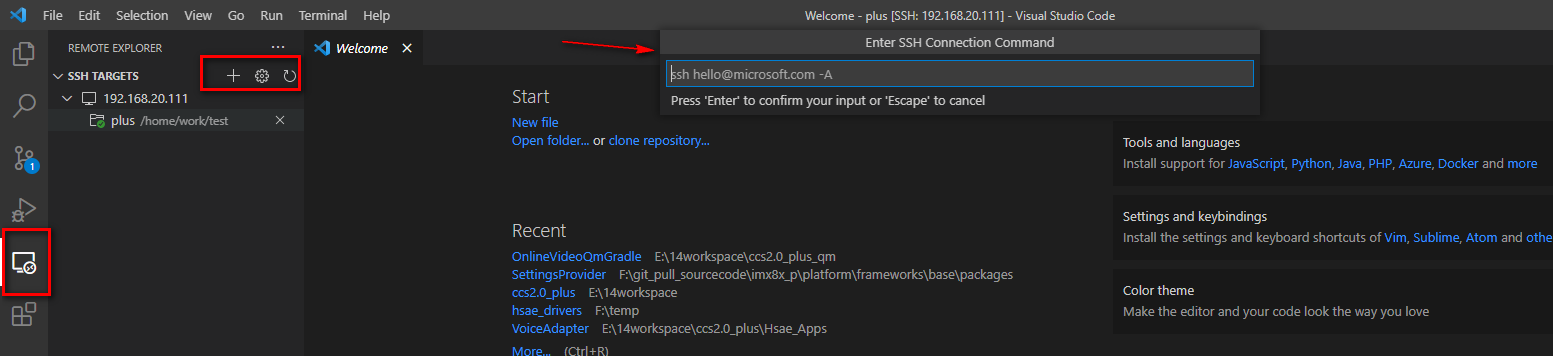 File Edit Selection View Go Run Terminal Help
Welcome - plus [SSH: 192.168.20.111] - Visual Studio Code
REMOTE EXPLORER
SSH TARGETS
192.168.20.111
plus /home/work/test
1
Welcome
Enter SSH Connection Command
ssh hello@microsoft.com -A
Press 'Enter' to confirm your input or 'Escape' to cancel
Start
New file
Open folder... or clone repository...
Recent
OnlineVideoQmGradle E:\14workspace\ccs2.0_plus_qm
SettingsProvider F:\git_pull_sourcecode\imx8x_p\platform\frameworks\base\packages
ccs2.0_plus E:\14workspace
hsae_drivers F:\temp
VoiceAdapter E:\14workspace\ccs2.0_plus\Hsae_Apps
More... (Ctrl+R)
Tools and languages
Install support for JavaScript, Python, Java, PHP, Azure, Docker and more
Settings and keybindings
Install the settings and keyboard shortcuts of Vim, Sublime, Atom and othe
Color theme
Make the editor and your code look the way you love